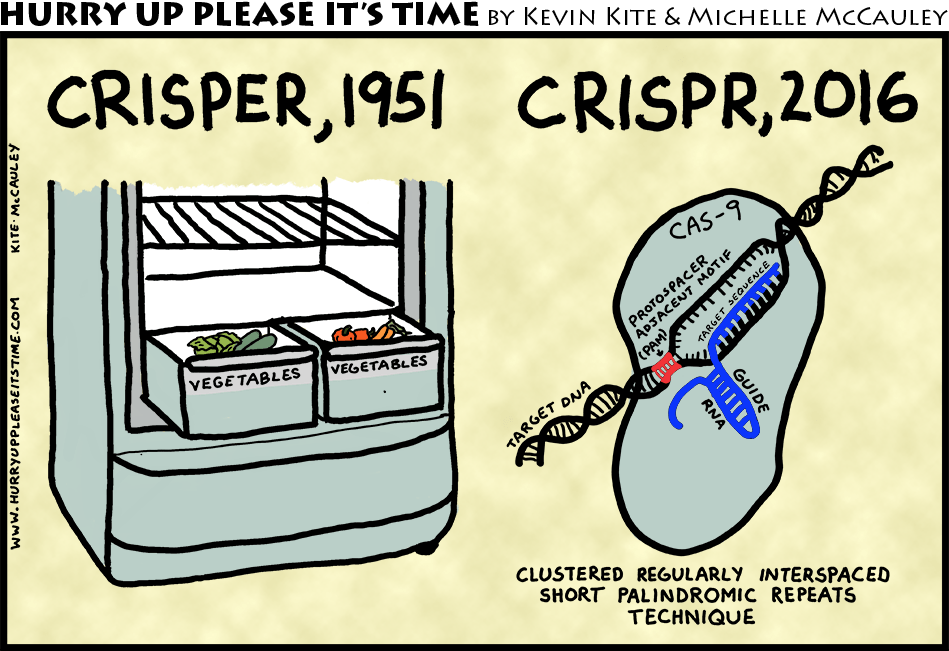 HURRY UP PLEASE IT'S TIME BY KEVIN KITE & MICHELLE MCCAULEY
CRISPER, 1951
CRISPR, 2016
KITE · MCCAULEY
WWW.HURRYUPPLEASEITSTIME.COM
VEGETABLES
VEGETABLES
CAS-9
PROTOSPACER
ADJACENT MOTIF
(PAM)
TARGET SEQUENCE
TARGET DNA
GUIDE
RNA
CLUSTERED REGULARLY INTERSPACED
SHORT PALINDROMIC REPEATS
TECHNIQUE